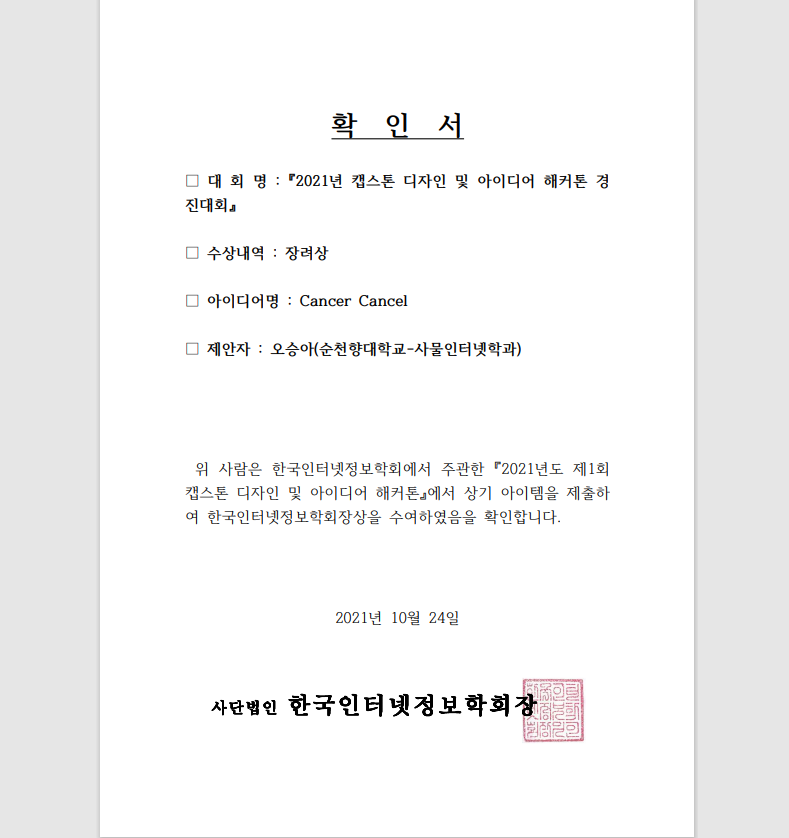 확 인 서
□ 대 회 명 : 『2021년 캡스톤 디자인 및 아이디어 해커톤 경
진대회』
□ 수상내역 : 장려상
□ 아이디어명 : Cancer Cancel
□ 제안자 : 오승아(순천향대학교-사물인터넷학과)
위 사람은 한국인터넷정보학회에서 주관한 『2021년도 제1회
캡스톤 디자인 및 아이디어 해커톤』에서 상기 아이템을 제출하
여 한국인터넷정보학회장상을 수여하였음을 확인합니다.
2021년 10월 24일
사단법인 한국인터넷정보학회장